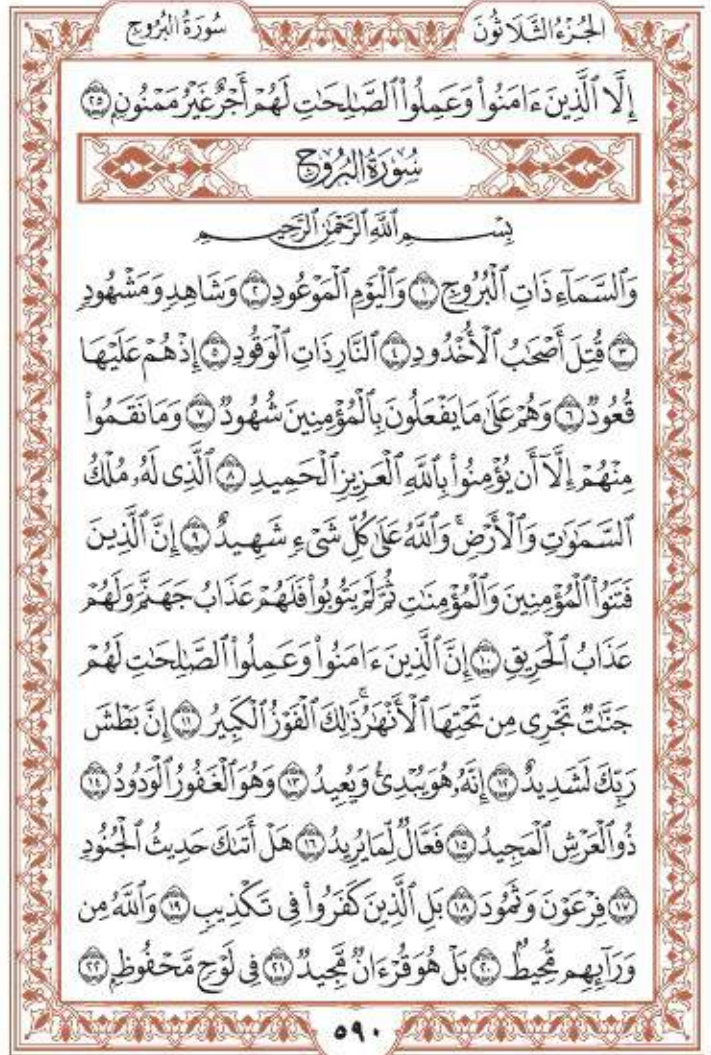 سُورَةُ البُرُوجِ
الجُزْءُ الثَّلَاثُونَ
إِلَّا ٱلَّذِينَ ءَامَنُوا۟ وَعَمِلُوا۟ ٱلصَّـٰلِحَـٰتِ لَهُمْ أَجْرٌ غَيْرُ مَمْنُونٍۭ ٢٥
سُورَةُ البُرُوجِ
بِسْمِ ٱللَّهِ ٱلرَّحْمَـٰنِ ٱلرَّحِيمِ
وَٱلسَّمَآءِ ذَاتِ ٱلْبُرُوجِ ١ وَٱلْيَوْمِ ٱلْمَوْعُودِ ٢ وَشَاهِدٍ وَمَشْهُودٍ
٣ قُتِلَ أَصْحَـٰبُ ٱلْأُخْدُودِ ٤ ٱلنَّارِ ذَاتِ ٱلْوَقُودِ ٥ إِذْ هُمْ عَلَيْهَا
قُعُودٌ ٦ وَهُمْ عَلَىٰ مَا يَفْعَلُونَ بِٱلْمُؤْمِنِينَ شُهُودٌ ٧ وَمَا نَقَمُوا۟
مِنْهُمْ إِلَّآ أَن يُؤْمِنُوا۟ بِٱللَّهِ ٱلْعَزِيزِ ٱلْحَمِيدِ ٨ ٱلَّذِى لَهُۥ مُلْكُ
ٱلسَّمَـٰوَٰتِ وَٱلْأَرْضِ ۚ وَٱللَّهُ عَلَىٰ كُلِّ شَىْءٍ شَهِيدٌ ٩ إِنَّ ٱلَّذِينَ
فَتَنُوا۟ ٱلْمُؤْمِنِينَ وَٱلْمُؤْمِنَـٰتِ ثُمَّ لَمْ يَتُوبُوا۟ فَلَهُمْ عَذَابُ جَهَنَّمَ وَلَهُمْ
عَذَابُ ٱلْحَرِيقِ ١٠ إِنَّ ٱلَّذِينَ ءَامَنُوا۟ وَعَمِلُوا۟ ٱلصَّـٰلِحَـٰتِ لَهُمْ
جَنَّـٰتٌ تَجْرِى مِن تَحْتِهَا ٱلْأَنْهَـٰرُ ۚ ذَٰلِكَ ٱلْفَوْزُ ٱلْكَبِيرُ ١١ إِنَّ بَطْشَ
رَبِّكَ لَشَدِيدٌ ١٢ إِنَّهُۥ هُوَ يُبْدِئُ وَيُعِيدُ ١٣ وَهُوَ ٱلْغَفُورُ ٱلْوَدُودُ ١٤
ذُو ٱلْعَرْشِ ٱلْمَجِيدُ ١٥ فَعَّالٌ لِّمَا يُرِيدُ ١٦ هَلْ أَتَىٰكَ حَدِيثُ ٱلْجُنُودِ
١٧ فِرْعَوْنَ وَثَمُودَ ١٨ بَلِ ٱلَّذِينَ كَفَرُوا۟ فِى تَكْذِيبٍ ١٩ وَٱللَّهُ مِن
وَرَآئِهِم مُّحِيطٌۢ ٢٠ بَلْ هُوَ قُرْءَانٌ مَّجِيدٌ ٢١ فِى لَوْحٍ مَّحْفُوظٍۭ ٢٢
٥٩٠